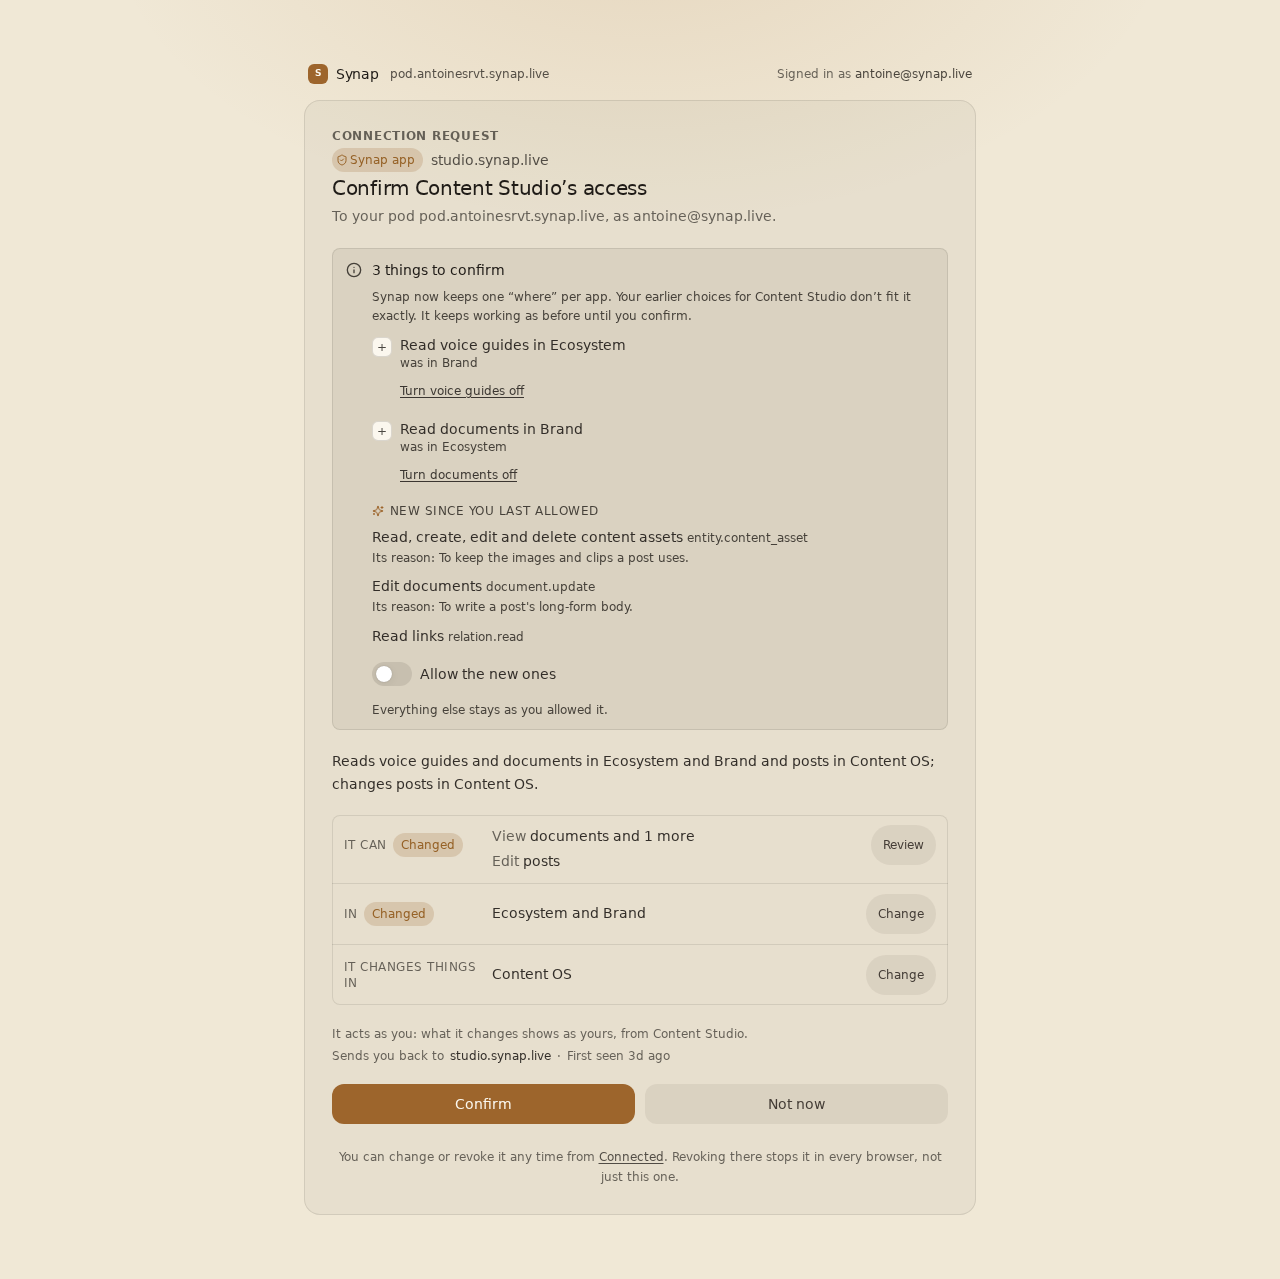 S Synap pod.antoinesrvt.synap.live Signed in as antoine@synap.live
CONNECTION REQUEST
Synap app studio.synap.live
Confirm Content Studio’s access
To your pod pod.antoinesrvt.synap.live, as antoine@synap.live.
3 things to confirm
Synap now keeps one “where” per app. Your earlier choices for Content Studio don’t fit it
exactly. It keeps working as before until you confirm.
+ Read voice guides in Ecosystem
was in Brand
Turn voice guides off
+ Read documents in Brand
was in Ecosystem
Turn documents off
NEW SINCE YOU LAST ALLOWED
Read, create, edit and delete content assets entity.content_asset
Its reason: To keep the images and clips a post uses.
Edit documents document.update
Its reason: To write a post's long-form body.
Read links relation.read
Allow the new ones
Everything else stays as you allowed it.
Reads voice guides and documents in Ecosystem and Brand and posts in Content OS;
changes posts in Content OS.
IT CAN Changed View documents and 1 more Review
Edit posts
IN Changed Ecosystem and Brand Change
IT CHANGES THINGS
IN
Content OS Change
It acts as you: what it changes shows as yours, from Content Studio.
Sends you back to studio.synap.live · First seen 3d ago
Confirm Not now
You can change or revoke it any time from Connected. Revoking there stops it in every browser, not
just this one.